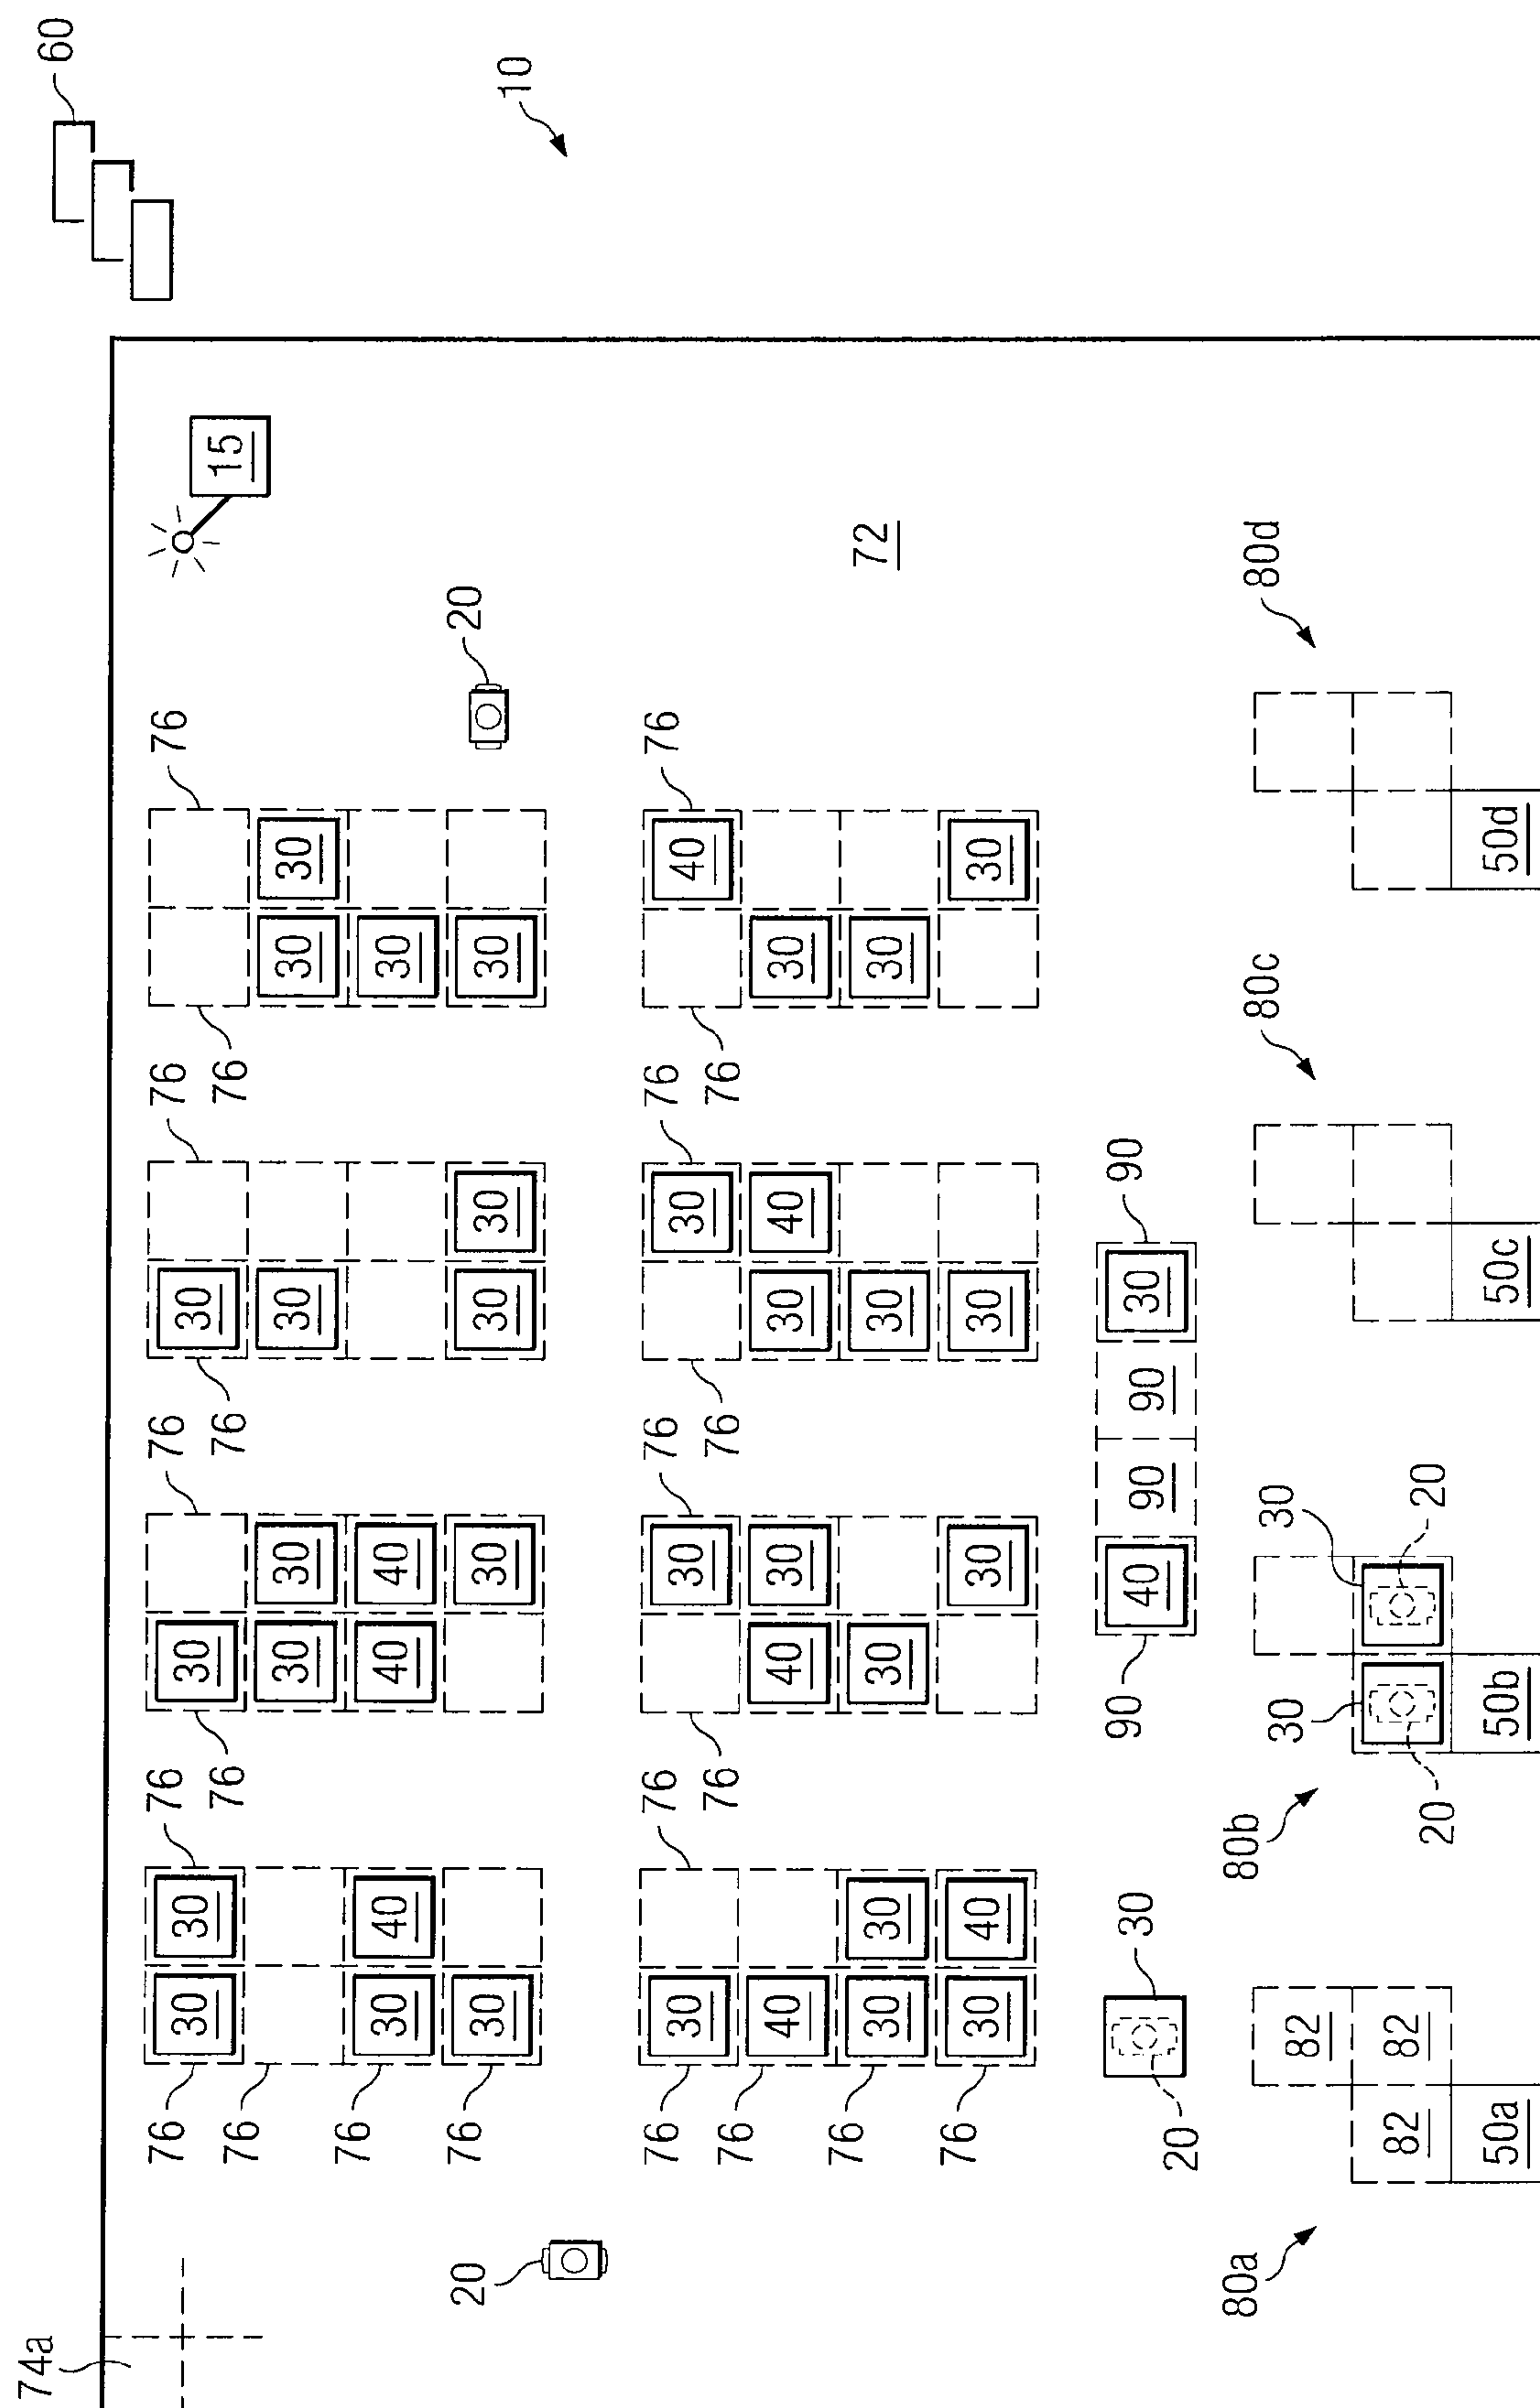 74a 60
76 76 76 76 76
30 30 30 30 15
76 76 76 76
30 30 30 30 30
76
30 40 40 40 30
20 76 20
30 30 30 30 30
10
76 76 76 76 76
30 30 30 40
76 76 76 76
40 40 30 30 40 30
76
30 30 30 30 30
72
76
30 40 30 30 30
30 90 90
40 90 90 30
20
80a 80b 80c 80d
82 30 30
82 82
20 20
50a 50b 50c 50d